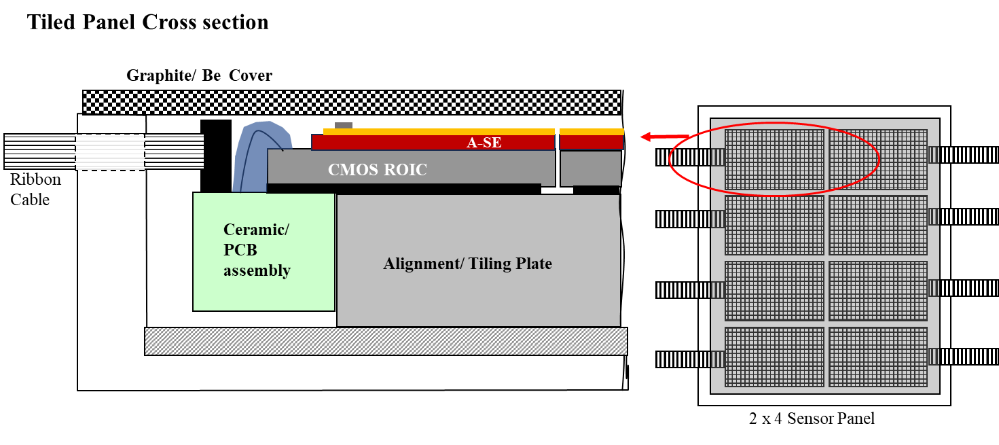 Tiled Panel Cross section
Graphite/ Be Cover
A-SE
CMOS ROIC
Ribbon
Cable
Ceramic/
PCB
assembly
Alignment/ Tiling Plate
2 x 4 Sensor Panel